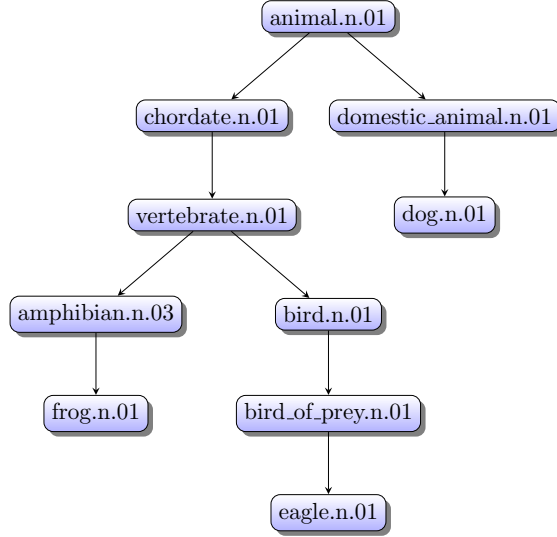 animal.n.01
chordate.n.01
domestic_animal.n.01
vertebrate.n.01
dog.n.01
amphibian.n.03
bird.n.01
frog.n.01
bird_of_prey.n.01
eagle.n.01